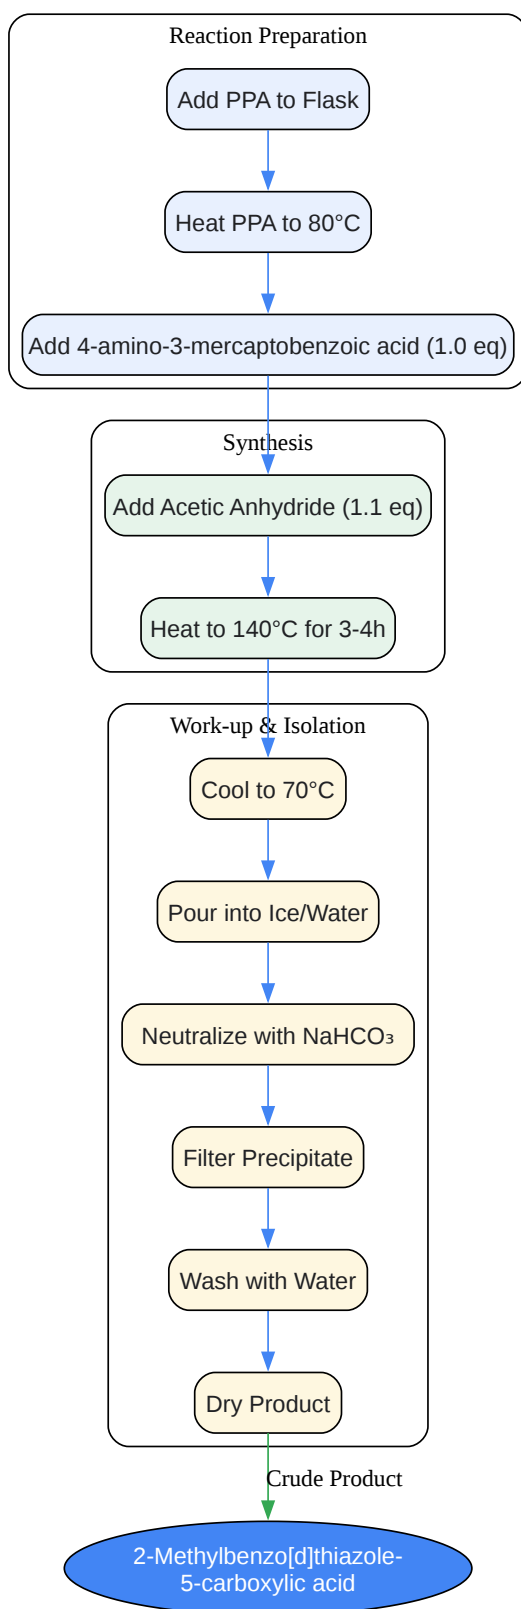 Reaction Preparation
Add PPA to Flask
Heat PPA to 80°C
Add 4-amino-3-mercaptobenzoic acid (1.0 eq)
Synthesis
Add Acetic Anhydride (1.1 eq)
Heat to 140°C for 3-4h
Work-up & Isolation
Cool to 70°C
Pour into Ice/Water
Neutralize with NaHCO₃
Filter Precipitate
Wash with Water
Dry Product
Crude Product
2-Methylbenzo[d]thiazole-
5-carboxylic acid